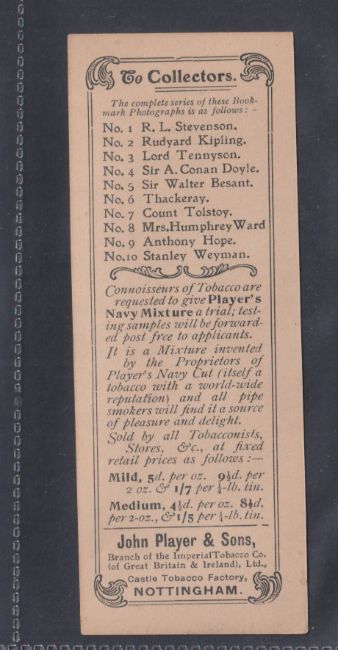 To Collectors.
The complete series of these Book-
mark Photographs is as follows: -
No. 1 R. L. Stevenson.
No. 2 Rudyard Kipling.
No. 3 Lord Tennyson.
No. 4 Sir A. Conan Doyle.
No. 5 Sir Walter Besant.
No. 6 Thackeray.
No. 7 Count Tolstoy.
No. 8 Mrs. Humphrey Ward
No. 9 Anthony Hope.
No. 10 Stanley Weyman.
Connoisseurs of Tobacco are
requested to give Player's
Navy Mixture a trial; test-
ing samples will be forward-
ed post free to applicants.
It is a Mixture invented
by the Proprietors of
Player's Navy Cut (itself a
tobacco with a world-wide
reputation) and all pipe
smokers will find it a source
of pleasure and delight.
Sold by all Tobacconists,
Stores, &c., at fixed
retail prices as follows :—
Mild, 5d. per oz. 9½d. per
2 oz. & 1/7 per ¼-lb. tin.
Medium, 4½d. per oz. 8½d.
per 2-oz., & 1/5 per ¼-lb. tin.
John Player & Sons,
Branch of the Imperial Tobacco Co.
(of Great Britain & Ireland), Ltd.,
Castle Tobacco Factory,
NOTTINGHAM.